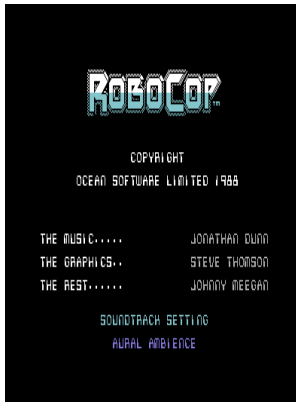 ROBOCOP™
COPYRIGHT
OCEAN SOFTWARE LIMITED 1988
THE MUSIC..... JONATHAN DUNN
THE GRAPHICS.. STEVE THOMSON
THE REST...... JOHNNY MEEGAN
SOUNDTRACK SETTING
AURAL AMBIENCE